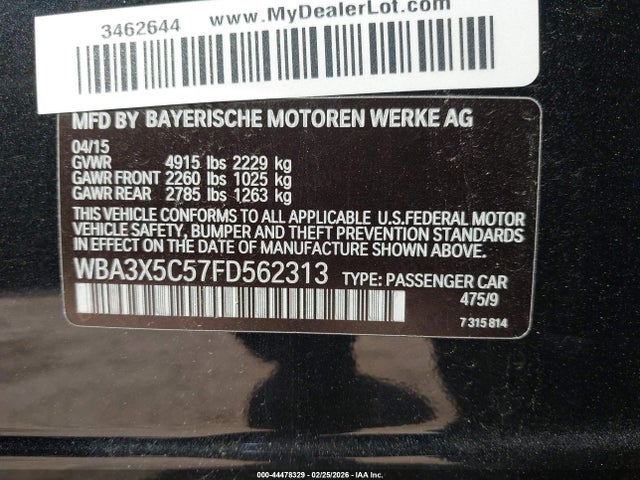 3462644 www.MyDealerLot.com
MFD BY BAYERISCHE MOTOREN WERKE AG
04/15
GVWR 4915 lbs 2229 kg
GAWR FRONT 2260 lbs 1025 kg
GAWR REAR 2785 lbs 1263 kg
THIS VEHICLE CONFORMS TO ALL APPLICABLE U.S.FEDERAL MOTOR
VEHICLE SAFETY, BUMPER AND THEFT PREVENTION STANDARDS
IN EFFECT ON THE DATE OF MANUFACTURE SHOWN ABOVE.
WBA3X5C57FD562313 TYPE: PASSENGER CAR
475/9
7 315 814
000-44478329 - 02/25/2026 - IAA Inc.